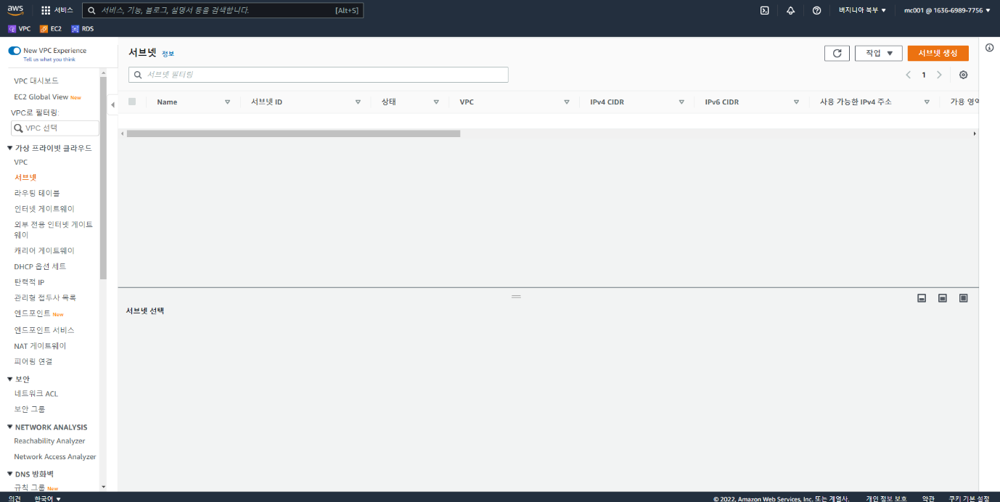 aws
서비스
서비스, 기능, 블로그, 설명서 등을 검색합니다.
[Alt+S]
버지니아 북부 ▼
mc001 @ 1636-6989-7756 ▼
VPC
EC2
RDS
New VPC Experience
Tell us what you think
VPC 대시보드
EC2 Global View New
VPC로 필터링:
VPC 선택
가상 프라이빗 클라우드
VPC
서브넷
라우팅 테이블
인터넷 게이트웨이
외부 전용 인터넷 게이트
웨이
캐리어 게이트웨이
DHCP 옵션 세트
탄력적 IP
관리형 접두사 목록
엔드포인트 New
엔드포인트 서비스
NAT 게이트웨이
피어링 연결
보안
네트워크 ACL
보안 그룹
NETWORK ANALYSIS
Reachability Analyzer
Network Access Analyzer
DNS 방화벽
규칙 그룹 New
서브넷 정보
작업 ▼
서브넷 생성
서브넷 필터링
1
Name
서브넷 ID
상태
VPC
IPv4 CIDR
IPv6 CIDR
사용 가능한 IPv4 주소
가용 영역
서브넷 선택
의견
한국어 ▼
© 2022, Amazon Web Services, Inc. 또는 계열사.
개인 정보 보호
약관
쿠키 기본 설정